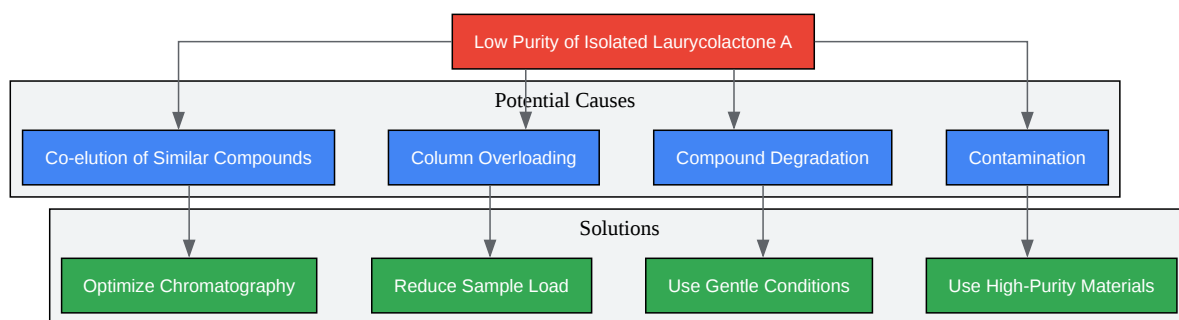 Low Purity of Isolated Laurycolactone A
Potential Causes
Co-elution of Similar Compounds
Column Overloading
Compound Degradation
Contamination
Solutions
Optimize Chromatography
Reduce Sample Load
Use Gentle Conditions
Use High-Purity Materials